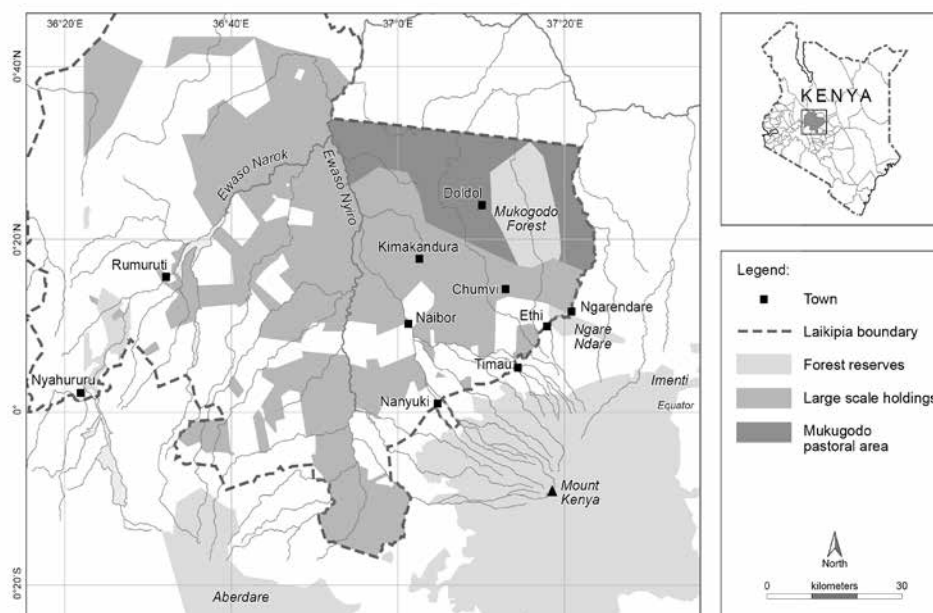 36°20'E
36°40'
37°0'E
37°20'
0°40'N
0°20'N
0°
0°20'S
Ewaso Narok
Ewaso Nyiro
Doldol
Mukogodo
Forest
Kimakandura
Rumuruti
Chumvi
Ngarendare
Ethi
Naibor
Ngare
Ndare
Timau
Nyahururu
Imenti
Nanyuki
Equator
Mount
Kenya
Aberdare
KENYA
Legend:
Town
Laikipia boundary
Forest reserves
Large scale holdings
Mukugodo
pastoral area
North
0 kilometers 30